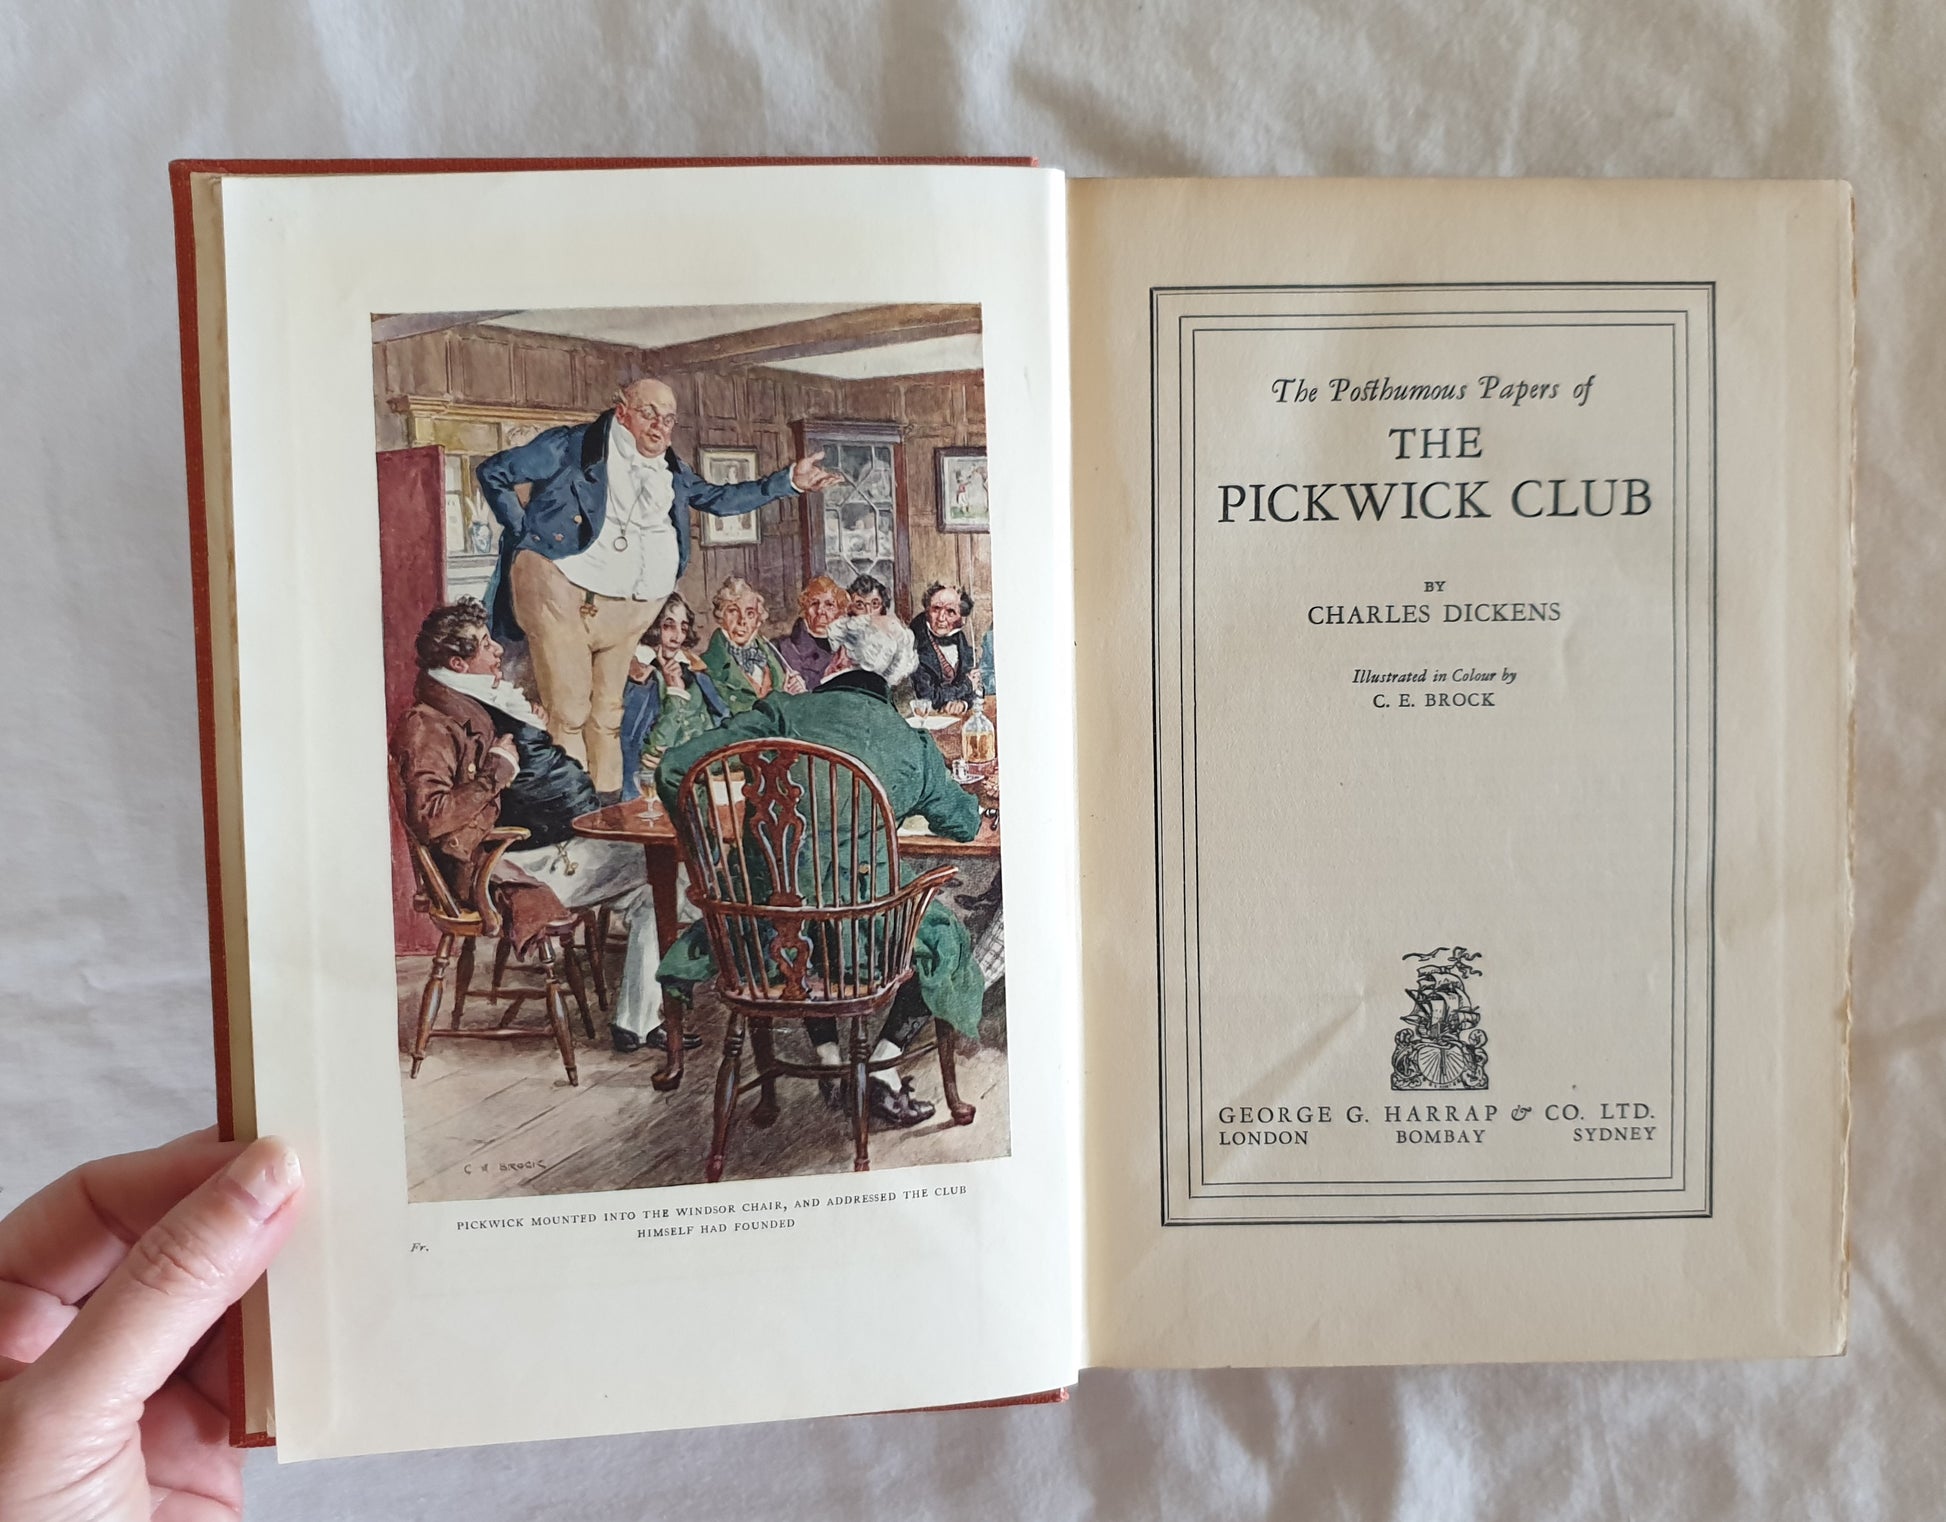 C E BROCK
PICKWICK MOUNTED INTO THE WINDSOR CHAIR, AND ADDRESSED THE CLUB
HIMSELF HAD FOUNDED
Fr.
The Posthumous Papers of
THE
PICKWICK CLUB
BY
CHARLES DICKENS
Illustrated in Colour by
C. E. BROCK
GEORGE G. HARRAP & CO. LTD.
LONDON BOMBAY SYDNEY